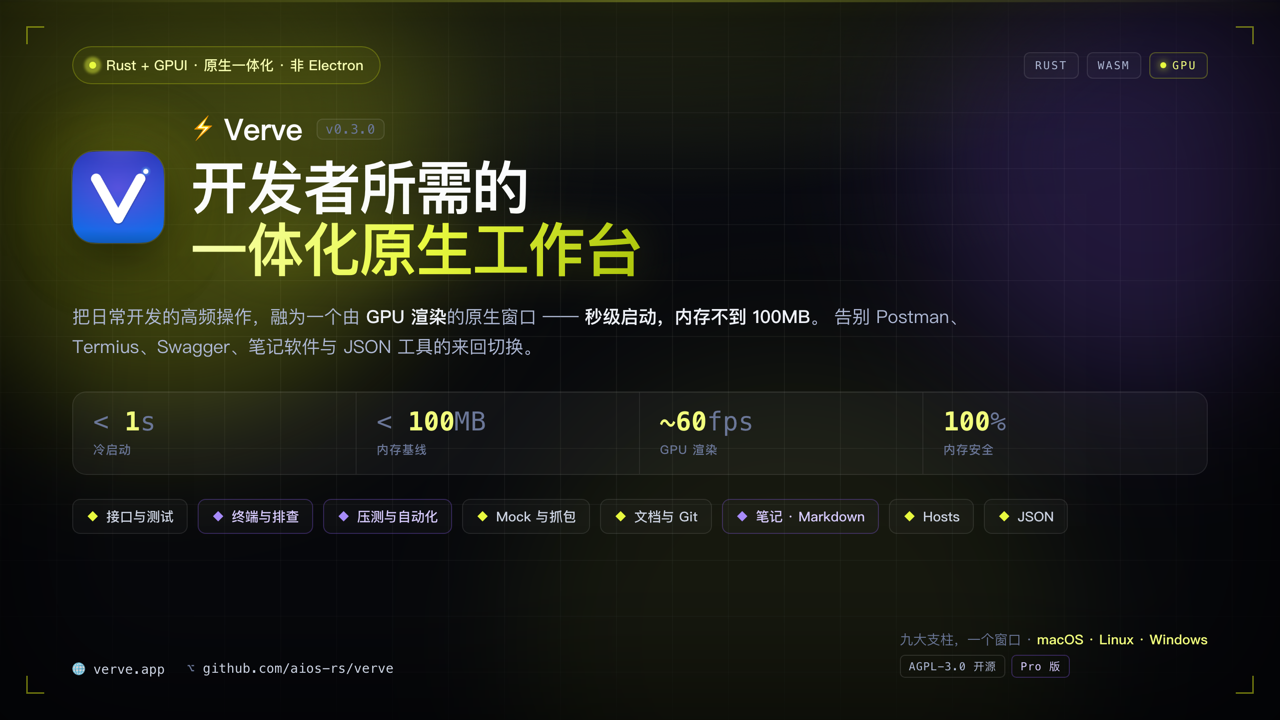 Rust + GPUI · 原生一体化 · 非 Electron
RUST
WASM
GPU
⚡ Verve
v0.3.0
开发者所需的
一体化原生工作台
把日常开发的高频操作，融为一个由 GPU 渲染的原生窗口 —— 秒级启动，内存不到 100MB。 告别 Postman、
Termius、Swagger、笔记软件与 JSON 工具的来回切换。
< 1s
冷启动
< 100MB
内存基线
~60fps
GPU 渲染
100%
内存安全
◆ 接口与测试
◆ 终端与排查
◆ 压测与自动化
◆ Mock 与抓包
◆ 文档与 Git
◆ 笔记 · Markdown
◆ Hosts
◆ JSON
九大支柱，一个窗口 · macOS · Linux · Windows
🌐 verve.app
⌥ github.com/aios-rs/verve
AGPL-3.0 开源
Pro 版